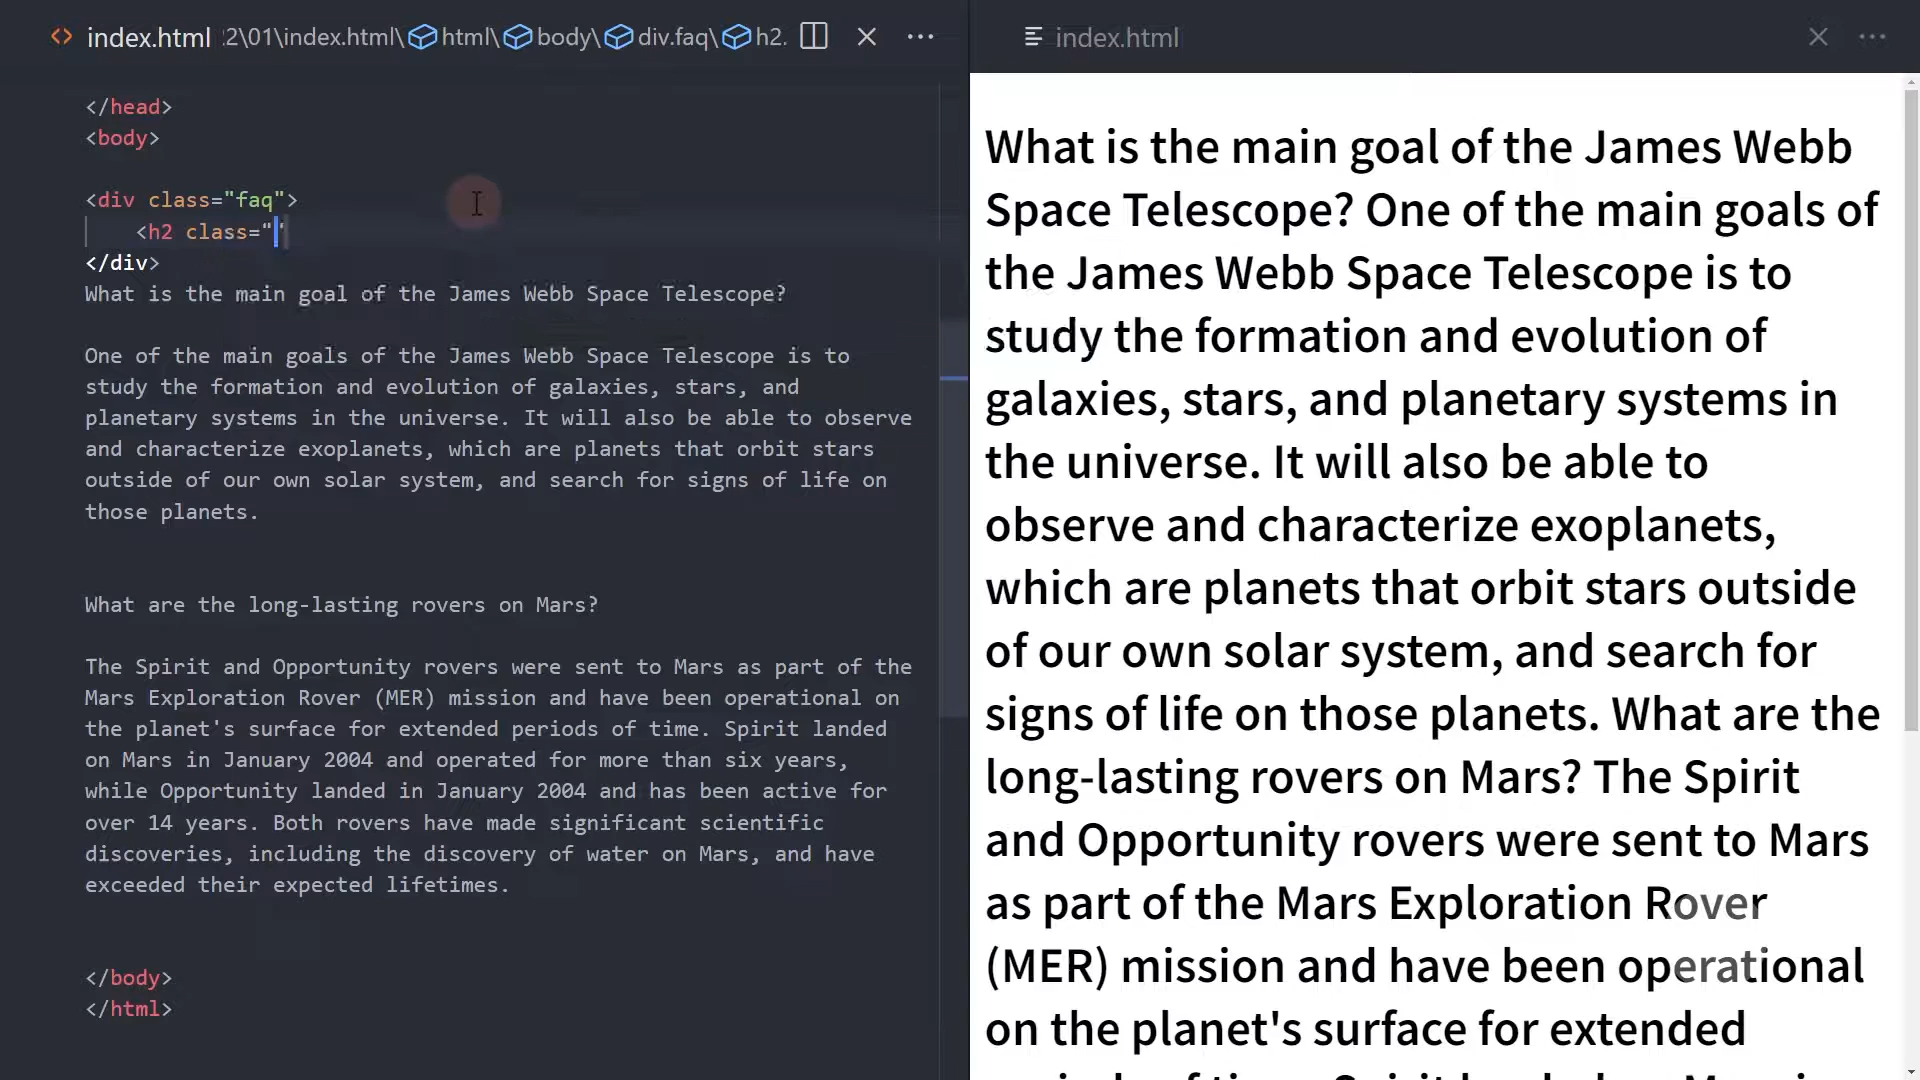 index.html
:2\01\index.html\ html\ body\ div.faq\ h2.
</head>
<body>
<div class="faq">
<h2 class=""
</div>
What is the main goal of the James Webb Space Telescope?
One of the main goals of the James Webb Space Telescope is to
study the formation and evolution of galaxies, stars, and
planetary systems in the universe. It will also be able to observe
and characterize exoplanets, which are planets that orbit stars
outside of our own solar system, and search for signs of life on
those planets.
What are the long-lasting rovers on Mars?
The Spirit and Opportunity rovers were sent to Mars as part of the
Mars Exploration Rover (MER) mission and have been operational on
the planet's surface for extended periods of time. Spirit landed
on Mars in January 2004 and operated for more than six years,
while Opportunity landed in January 2004 and has been active for
over 14 years. Both rovers have made significant scientific
discoveries, including the discovery of water on Mars, and have
exceeded their expected lifetimes.
</body>
</html>
index.html
What is the main goal of the James Webb
Space Telescope? One of the main goals of
the James Webb Space Telescope is to
study the formation and evolution of
galaxies, stars, and planetary systems in
the universe. It will also be able to
observe and characterize exoplanets,
which are planets that orbit stars outside
of our own solar system, and search for
signs of life on those planets. What are the
long-lasting rovers on Mars? The Spirit
and Opportunity rovers were sent to Mars
as part of the Mars Exploration Rover
(MER) mission and have been operational
on the planet's surface for extended